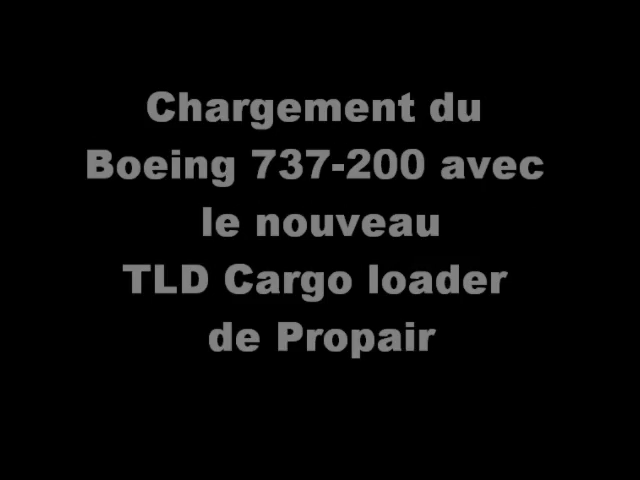 Chargement du
Boeing 737-200 avec
le nouveau
TLD Cargo loader
de Propair